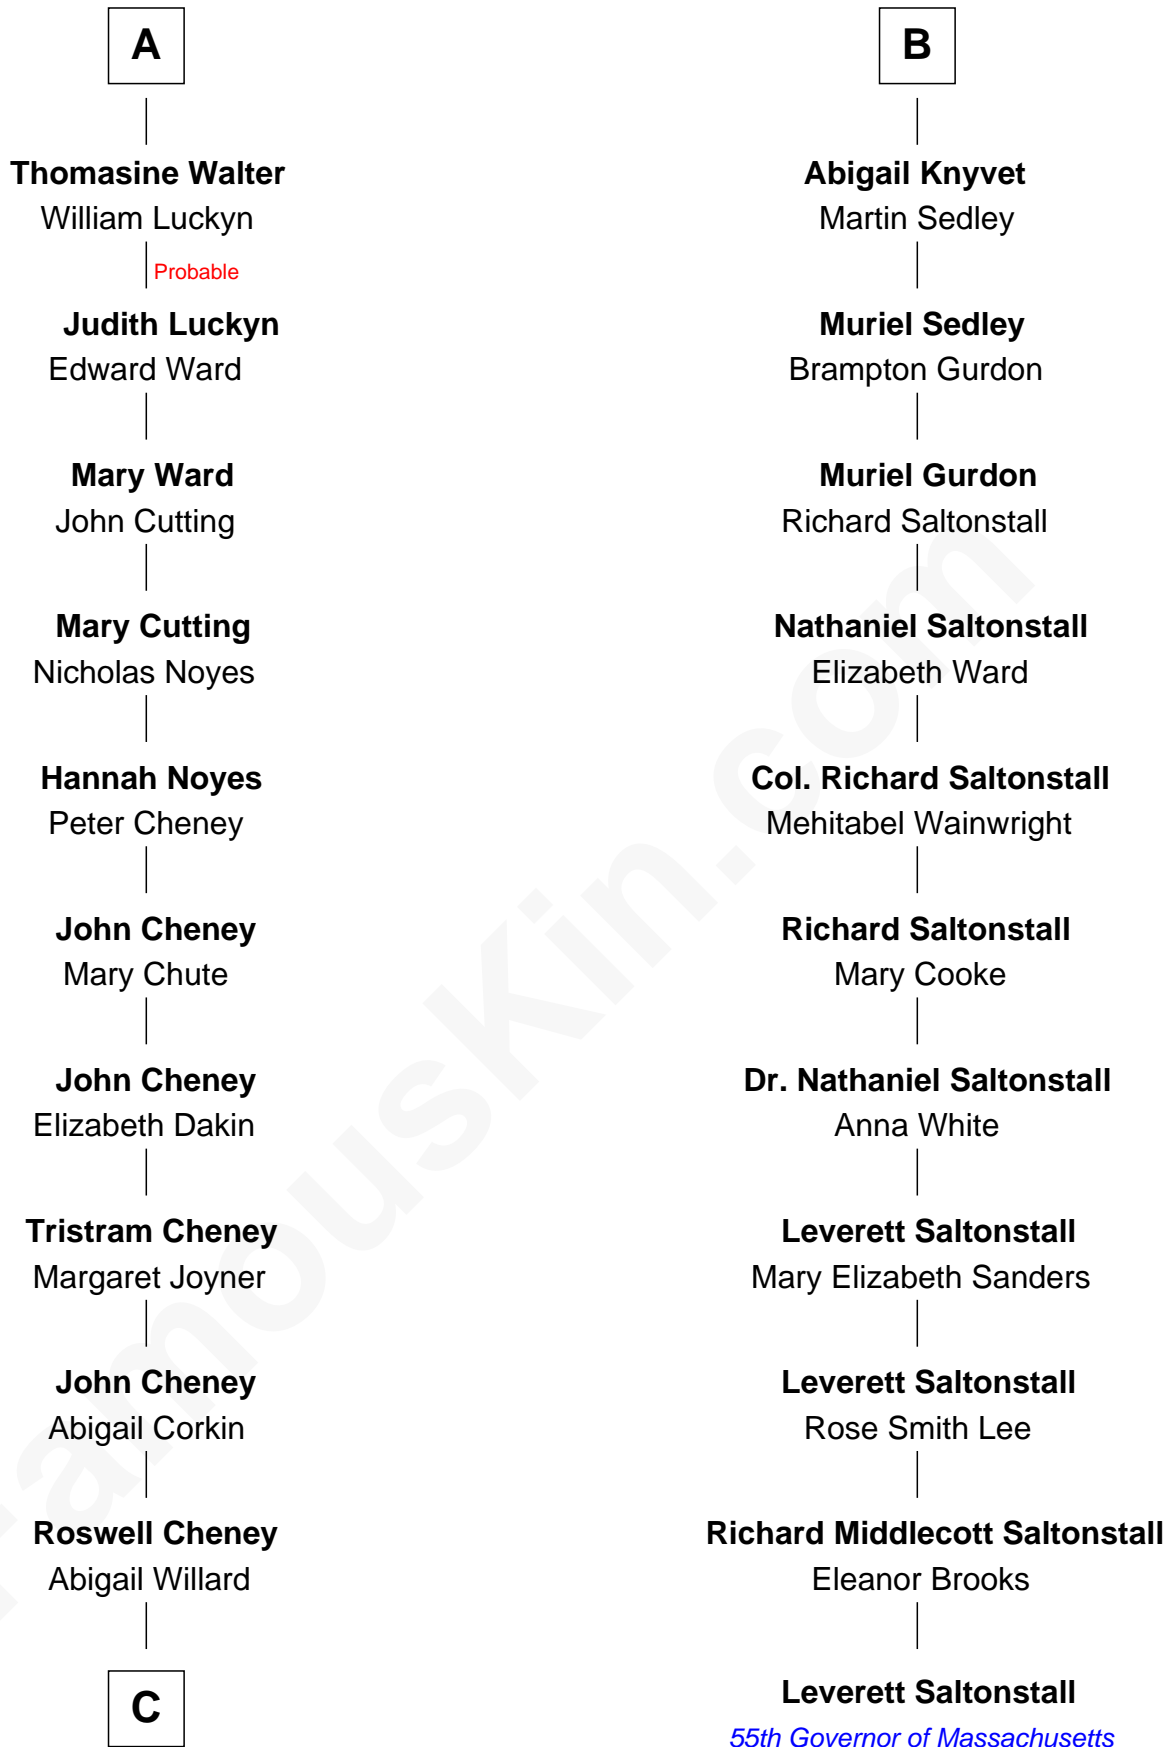 A
Thomasine Walter
William Luckyn
Probable
Judith Luckyn
Edward Ward
Mary Ward
John Cutting
Mary Cutting
Nicholas Noyes
Hannah Noyes
Peter Cheney
John Cheney
Mary Chute
John Cheney
Elizabeth Dakin
Tristram Cheney
Margaret Joyner
John Cheney
Abigail Corkin
Roswell Cheney
Abigail Willard
C
B
Abigail Knyvet
Martin Sedley
Muriel Sedley
Brampton Gurdon
Muriel Gurdon
Richard Saltonstall
Nathaniel Saltonstall
Elizabeth Ward
Col. Richard Saltonstall
Mehitabel Wainwright
Richard Saltonstall
Mary Cooke
Dr. Nathaniel Saltonstall
Anna White
Leverett Saltonstall
Mary Elizabeth Sanders
Leverett Saltonstall
Rose Smith Lee
Richard Middlecott Saltonstall
Eleanor Brooks
Leverett Saltonstall
55th Governor of Massachusetts
FamousKin.com